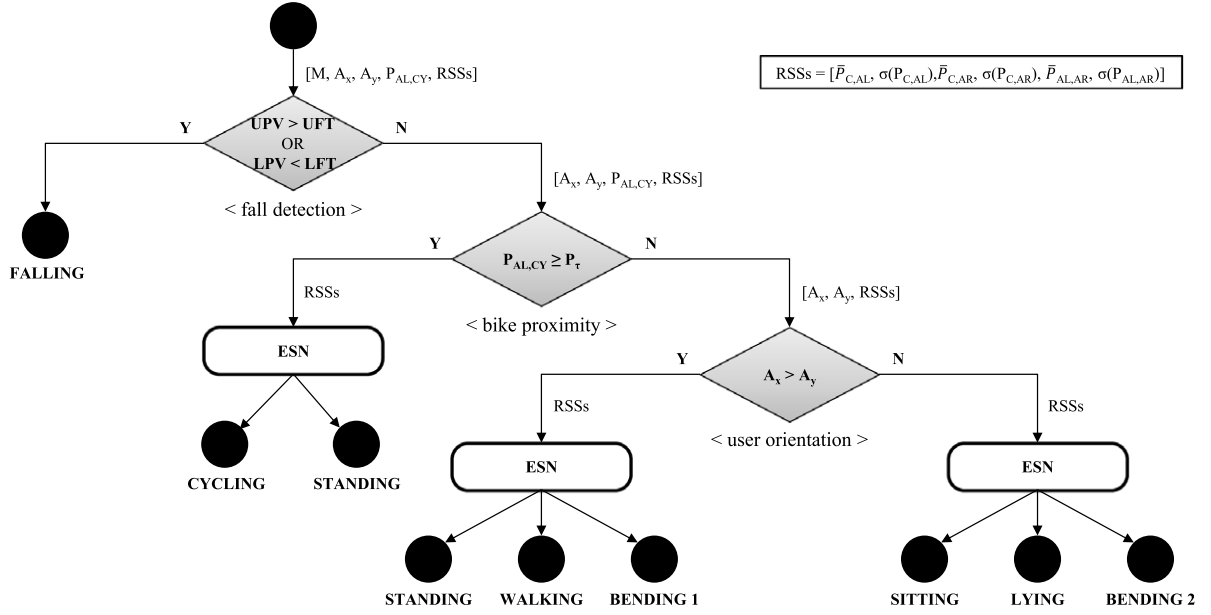 [M, Ax, Ay, PAL,CY, RSSs]
RSSs = [P̄C,AL, σ(PC,AL),P̄C,AR, σ(PC,AR), P̄AL,AR, σ(PAL,AR)]
Y
UPV > UFT
OR
LPV < LFT
N
< fall detection >
FALLING
[Ax, Ay, PAL,CY, RSSs]
Y
PAL,CY ≥ Pτ
N
< bike proximity >
RSSs
ESN
CYCLING
STANDING
[Ax, Ay, RSSs]
Y
Ax > Ay
N
< user orientation >
RSSs
ESN
STANDING
WALKING
BENDING 1
RSSs
ESN
SITTING
LYING
BENDING 2